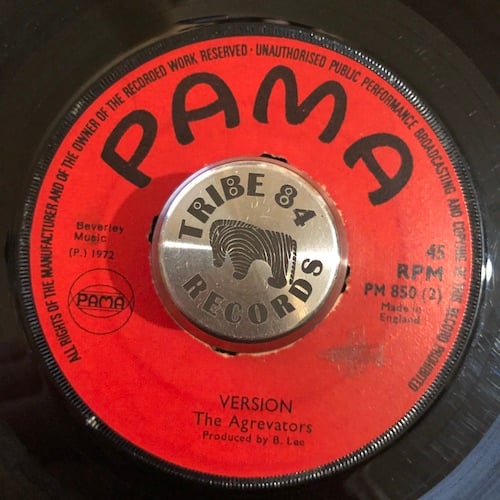 ALL RIGHTS OF THE MANUFACTURER AND OF THE OWNER OF THE RECORDED WORK RESERVED · UNAUTHORISED PUBLIC PERFORMANCE BROADCASTING AND COPYING OF THE RECORD PROHIBITED
PAMA
TRIBE 84
RECORDS
Beverley
Music
(P.) 1972
PAMA
45
RPM
PM 850 (2)
Made in
England
VERSION
The Agrevators
Produced by B. Lee